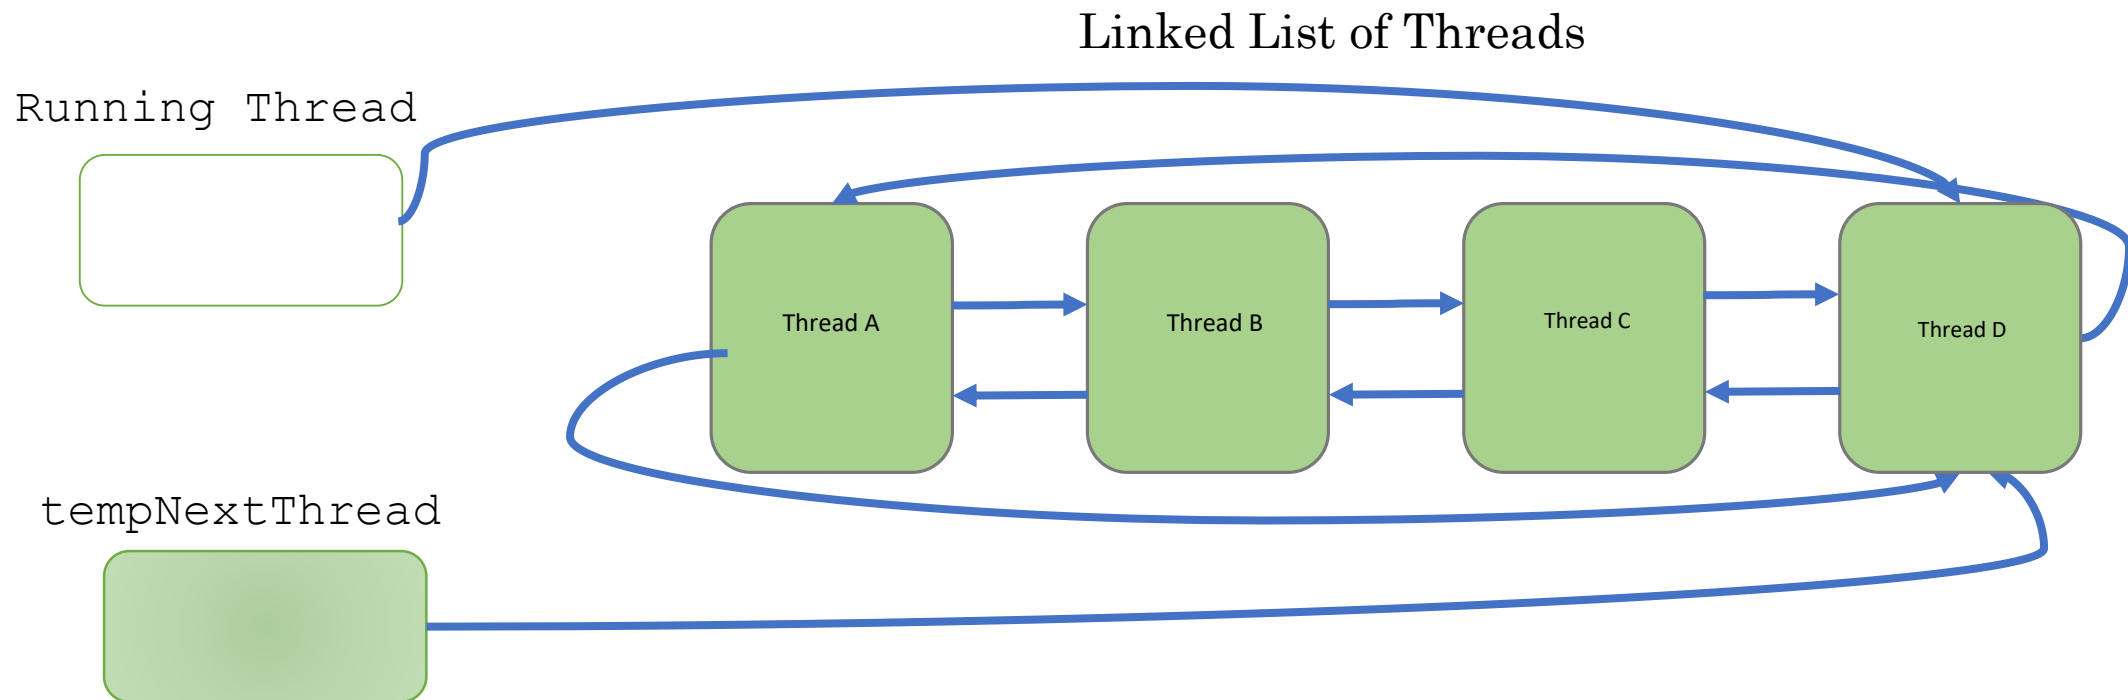 Linked List of Threads
Running Thread
Thread A
Thread B
Thread C
Thread D
tempNextThread